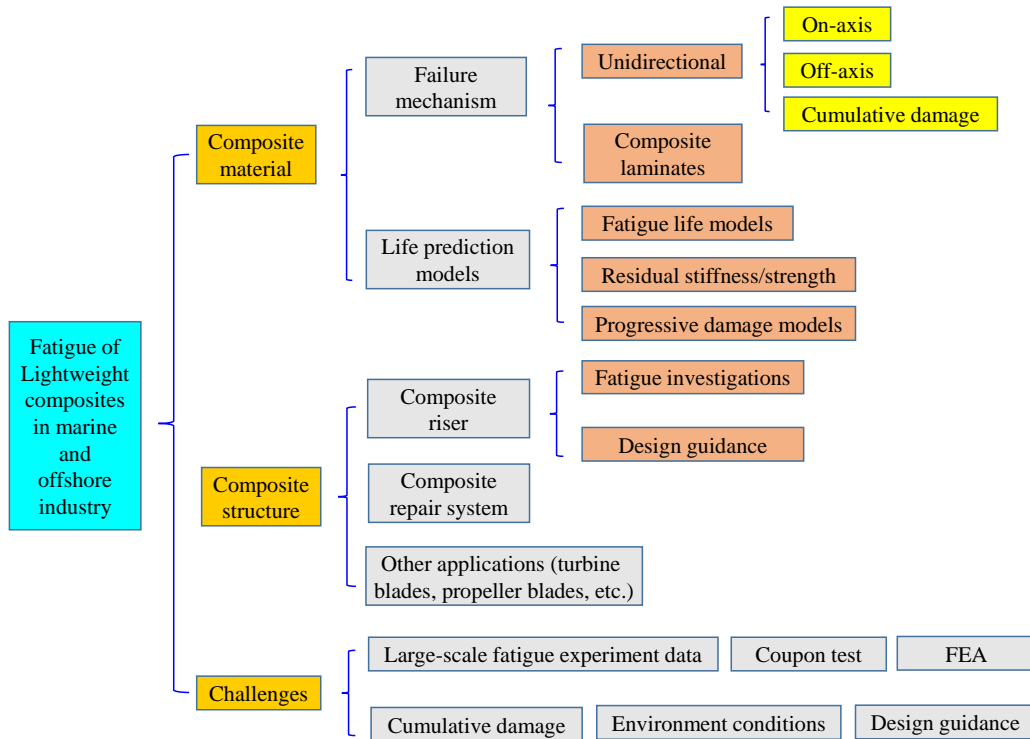 Fatigue of
Lightweight
composites
in marine
and
offshore
industry
Composite
material
Failure
mechanism
Unidirectional
On-axis
Off-axis
Cumulative damage
Composite
laminates
Life prediction
models
Fatigue life models
Residual stiffness/strength
Progressive damage models
Composite
structure
Composite
riser
Fatigue investigations
Design guidance
Composite
repair system
Other applications (turbine
blades, propeller blades, etc.)
Challenges
Large-scale fatigue experiment data
Coupon test
FEA
Cumulative damage
Environment conditions
Design guidance